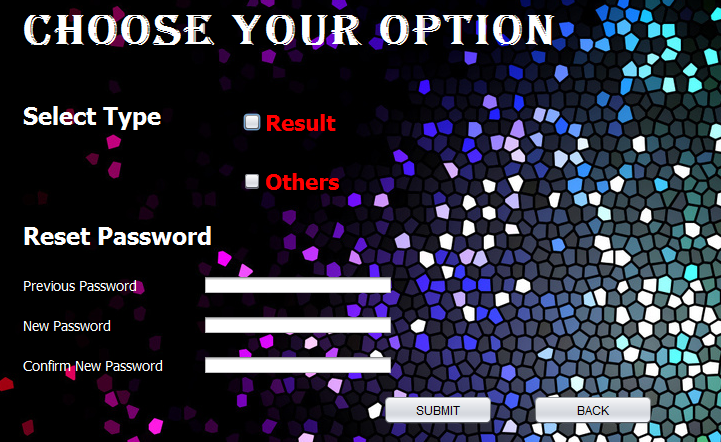 CHOOSE YOUR OPTION
Select Type
Result
Others
Reset Password
Previous Password
New Password
Confirm New Password
SUBMIT BACK